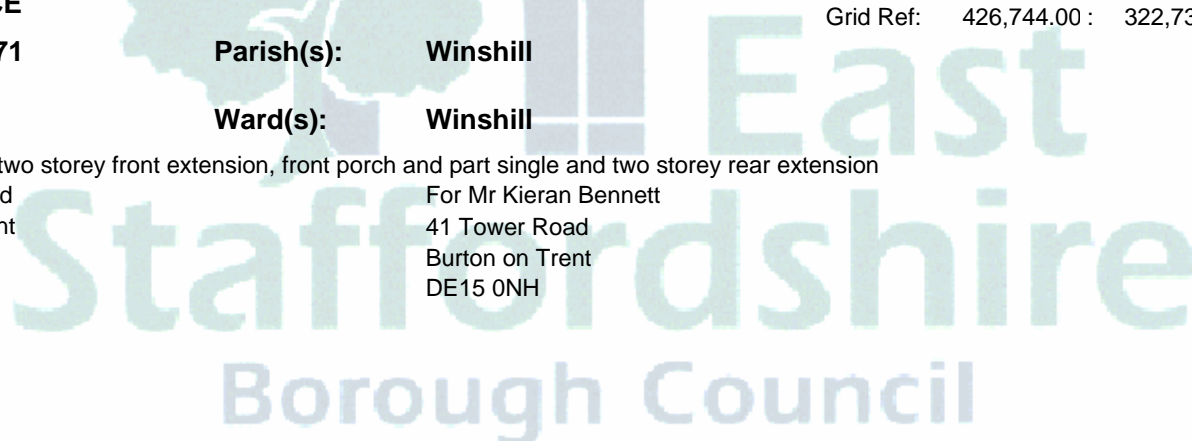 CE
Grid Ref: 426,744.00 : 322,73
71 Parish(s): Winshill
Ward(s): Winshill
two storey front extension, front porch and part single and two storey rear extension
d For Mr Kieran Bennett
nt 41 Tower Road
Burton on Trent
DE15 0NH
East
Staffordshire
Borough Council